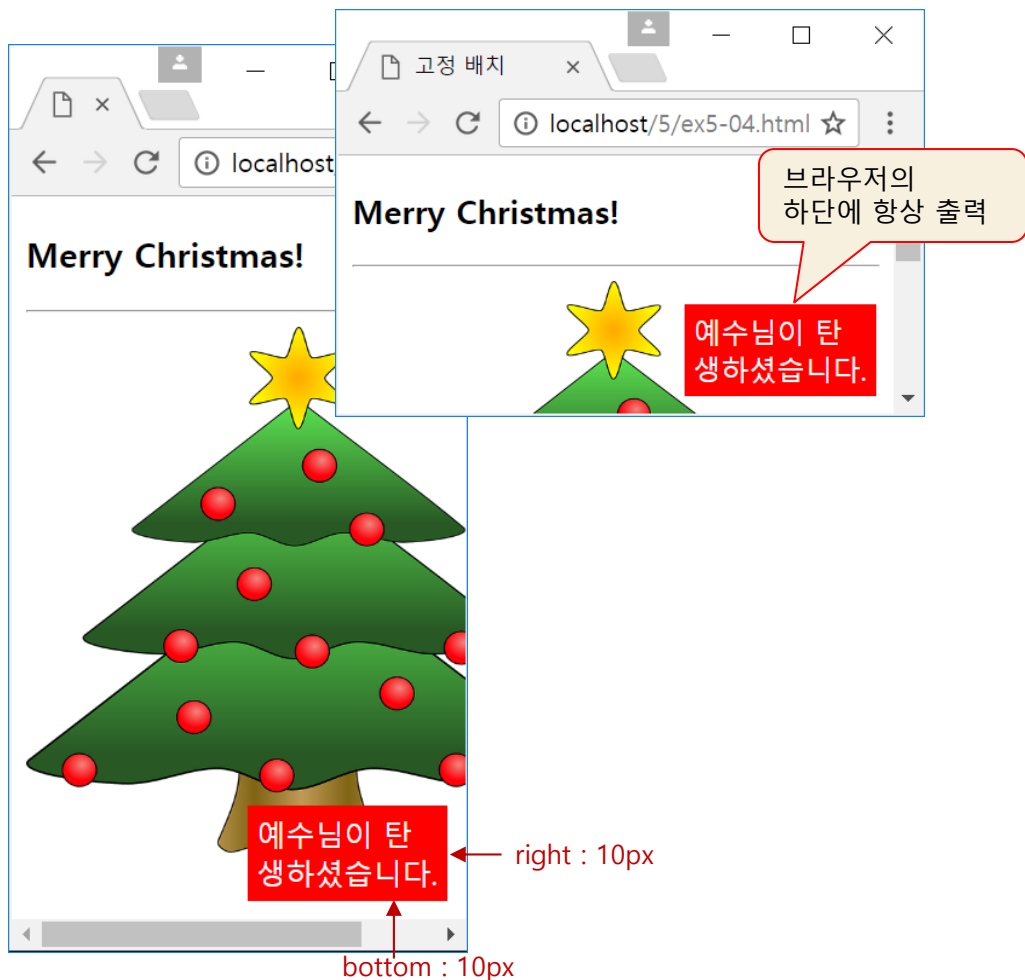 고정 배치
localhost
localhost/5/ex5-04.html
브라우저의
하단에 항상 출력
Merry Christmas!
Merry Christmas!
예수님이 탄
생하셨습니다.
예수님이 탄
생하셨습니다.
right : 10px
bottom : 10px